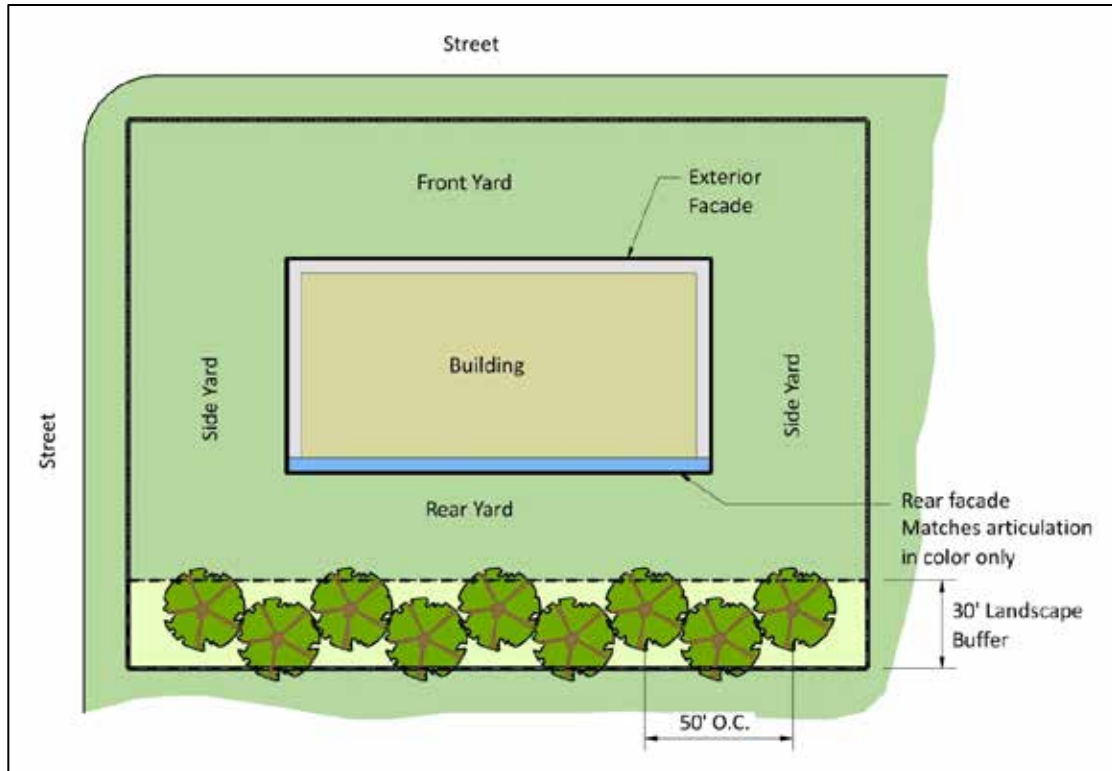 Street
Front Yard
Exterior
Facade
Side Yard
Building
Side Yard
Street
Rear Yard
Rear facade
Matches articulation
in color only
30' Landscape
Buffer
50' O.C.